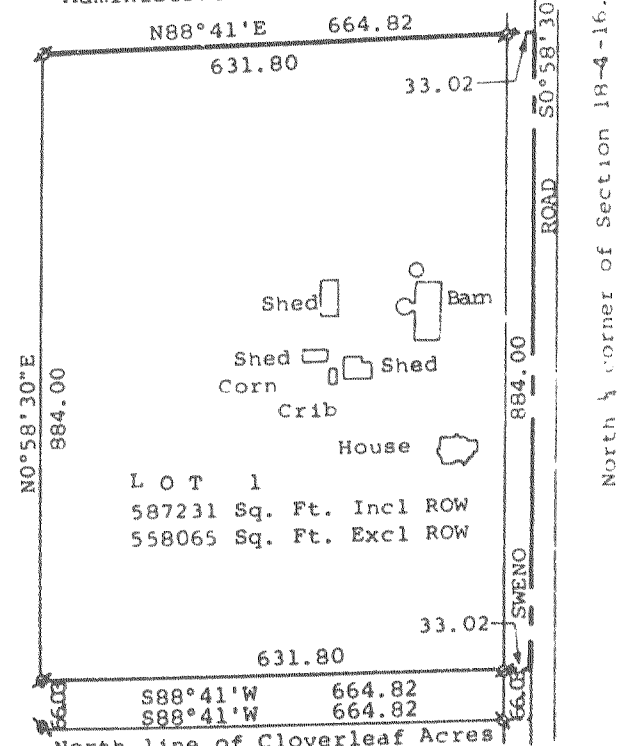 N88°41'E 664.82
631.80
33.02
S0°58'30
ROAD
North ¼ corner of Section 18-4-16.
Shed
Barn
Shed
Shed
Corn
Crib
House
N0°58'30"E
884.00
884.00
L O T 1
587231 Sq. Ft. Incl ROW
558065 Sq. Ft. Excl ROW
SWENO
33.02
631.80
66.03
S88°41'W 664.82
S88°41'W 664.82
66.03
North line of Cloverleaf Acres